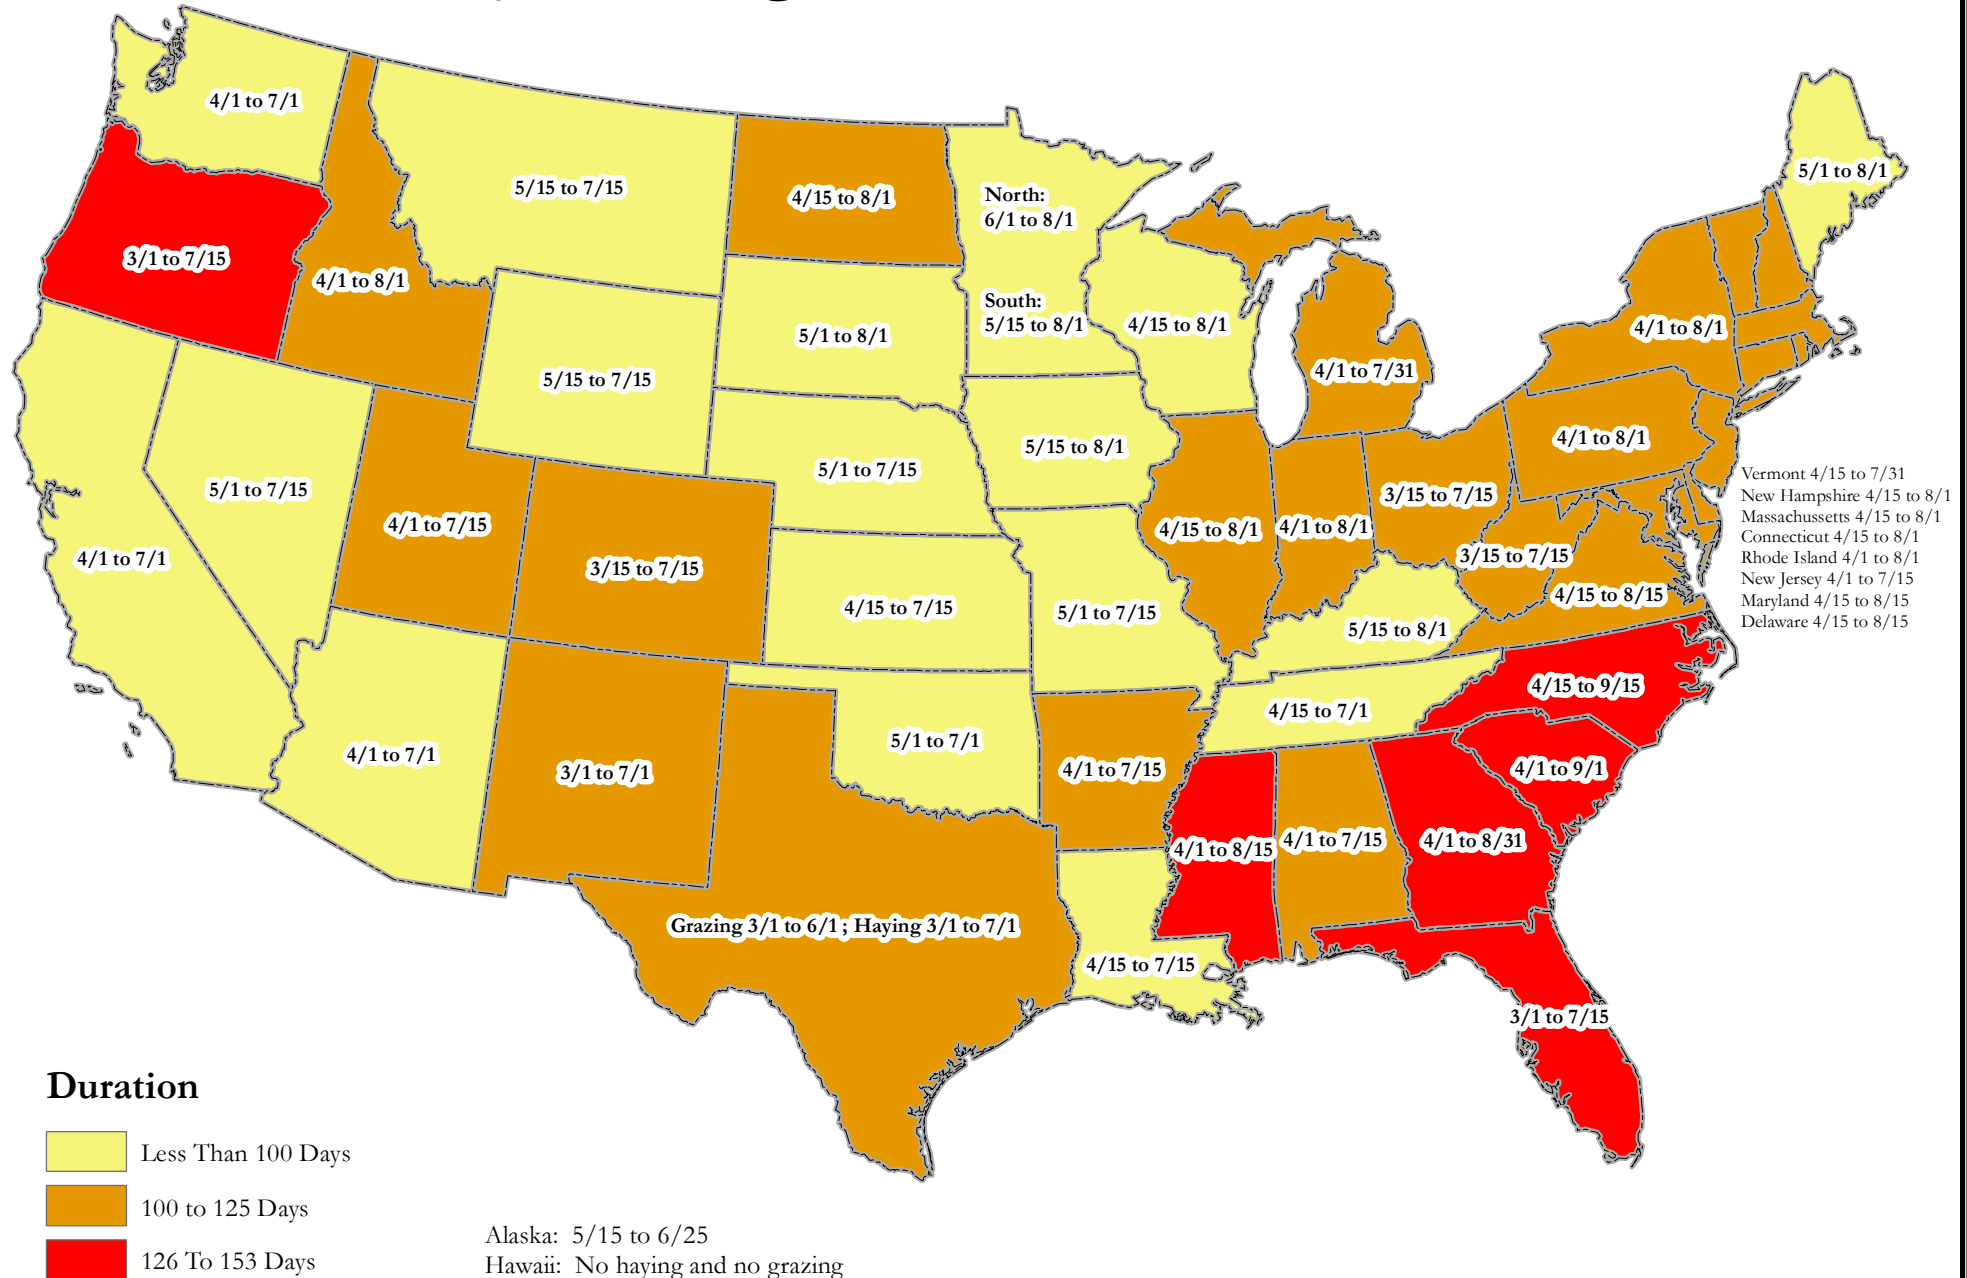 4/1 to 7/1
5/15 to 7/15
4/15 to 8/1
North:
6/1 to 8/1
5/1 to 8/1
3/1 to 7/15
4/1 to 8/1
South:
5/15 to 8/1
4/15 to 8/1
4/1 to 8/1
5/1 to 8/1
5/15 to 7/15
4/1 to 7/31
5/15 to 8/1
4/1 to 8/1
5/1 to 7/15
5/1 to 7/15
4/1 to 7/15
3/15 to 7/15
4/15 to 8/1
4/1 to 8/1
3/15 to 7/15
Vermont 4/15 to 7/31
New Hampshire 4/15 to 8/1
Massachussetts 4/15 to 8/1
Connecticut 4/15 to 8/1
Rhode Island 4/1 to 8/1
New Jersey 4/1 to 7/15
Maryland 4/15 to 8/15
Delaware 4/15 to 8/15
4/1 to 7/1
3/15 to 7/15
4/15 to 7/15
5/1 to 7/15
4/15 to 8/15
5/15 to 8/1
4/15 to 9/15
4/15 to 7/1
4/1 to 7/1
3/1 to 7/1
5/1 to 7/1
4/1 to 7/15
4/1 to 9/1
4/1 to 8/15
4/1 to 7/15
4/1 to 8/31
Grazing 3/1 to 6/1 ; Haying 3/1 to 7/1
4/15 to 7/15
3/1 to 7/15
Duration
Less Than 100 Days
100 to 125 Days
126 To 153 Days
Alaska: 5/15 to 6/25
Hawaii: No haying and no grazing